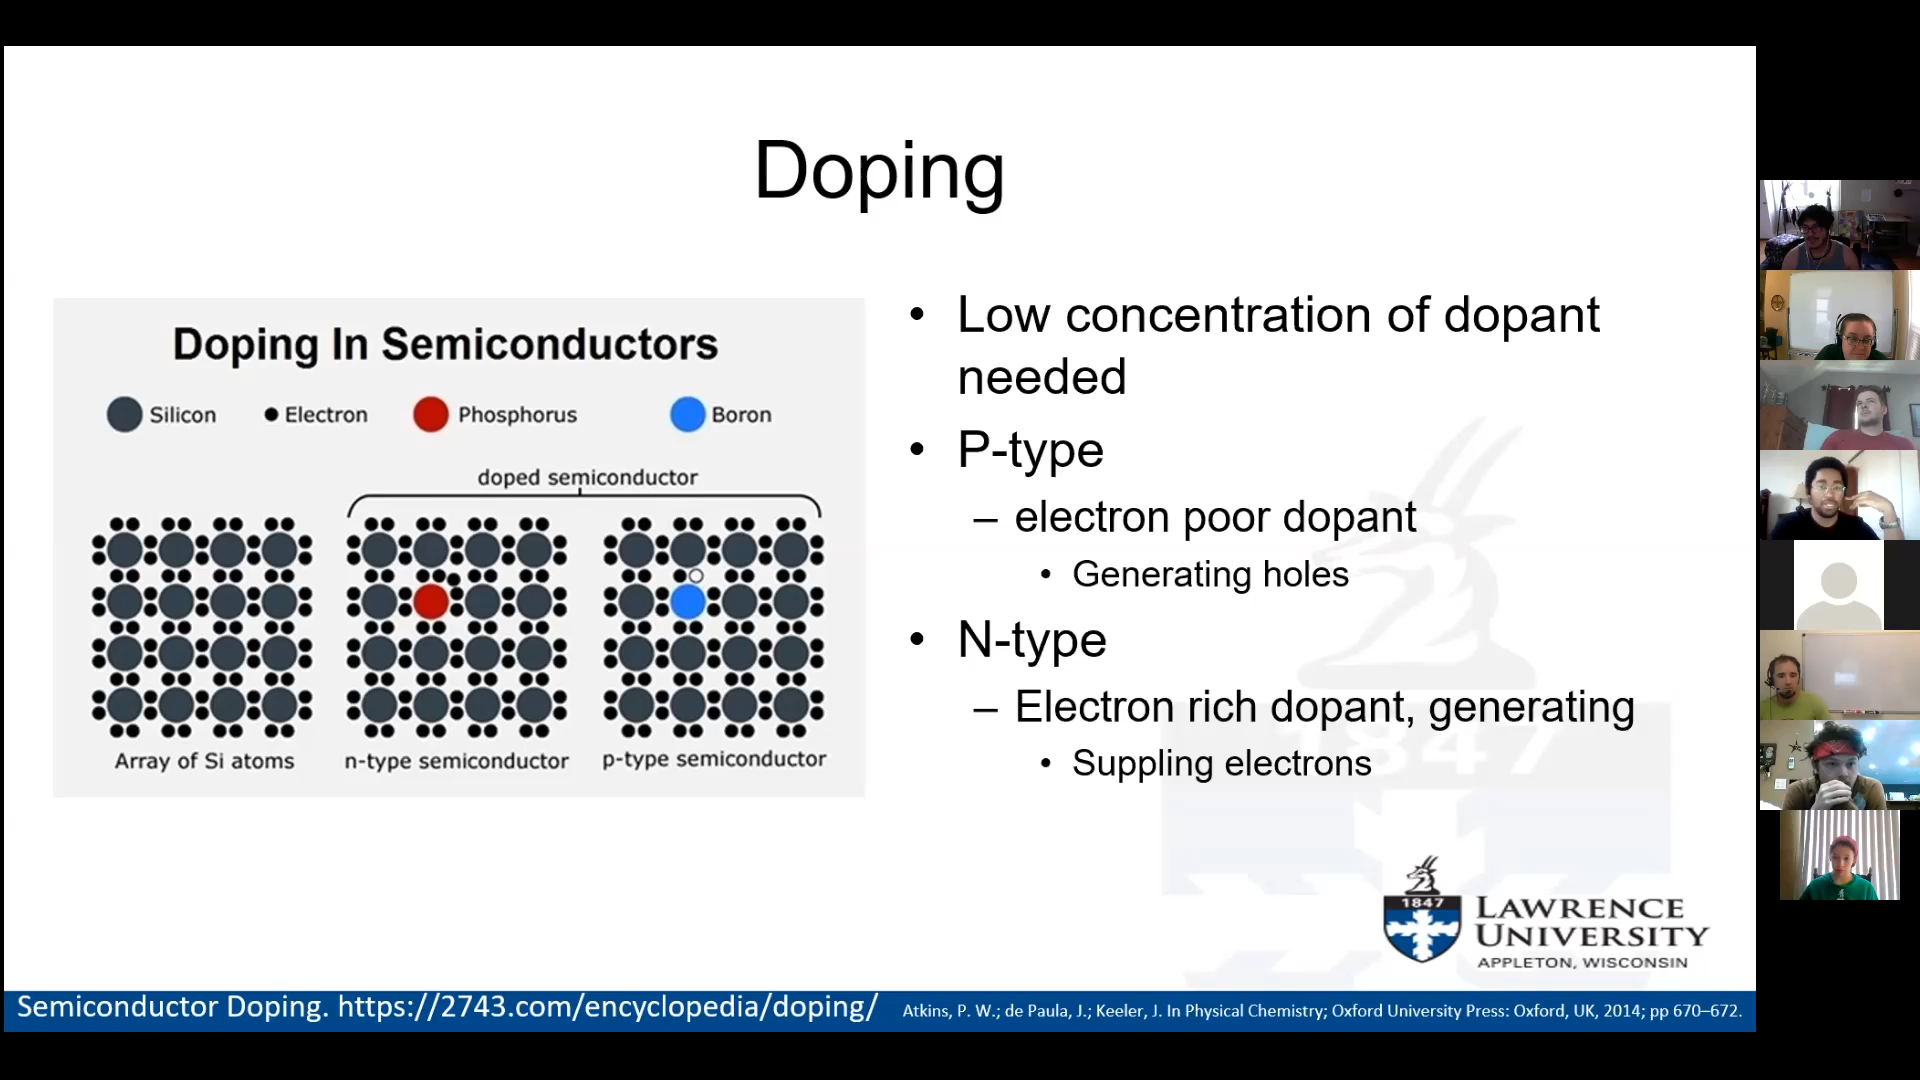 Doping
Doping In Semiconductors
Silicon
Electron
Phosphorus
Boron
doped semiconductor
Array of Si atoms
n-type semiconductor
p-type semiconductor
• Low concentration of dopant
needed
• P-type
– electron poor dopant
• Generating holes
• N-type
– Electron rich dopant, generating
• Suppling electrons
1847
1847
LAWRENCE
UNIVERSITY
APPLETON, WISCONSIN
Semiconductor Doping. https://2743.com/encyclopedia/doping/
Atkins, P. W.; de Paula, J.; Keeler, J. In Physical Chemistry; Oxford University Press: Oxford, UK, 2014; pp 670–672.